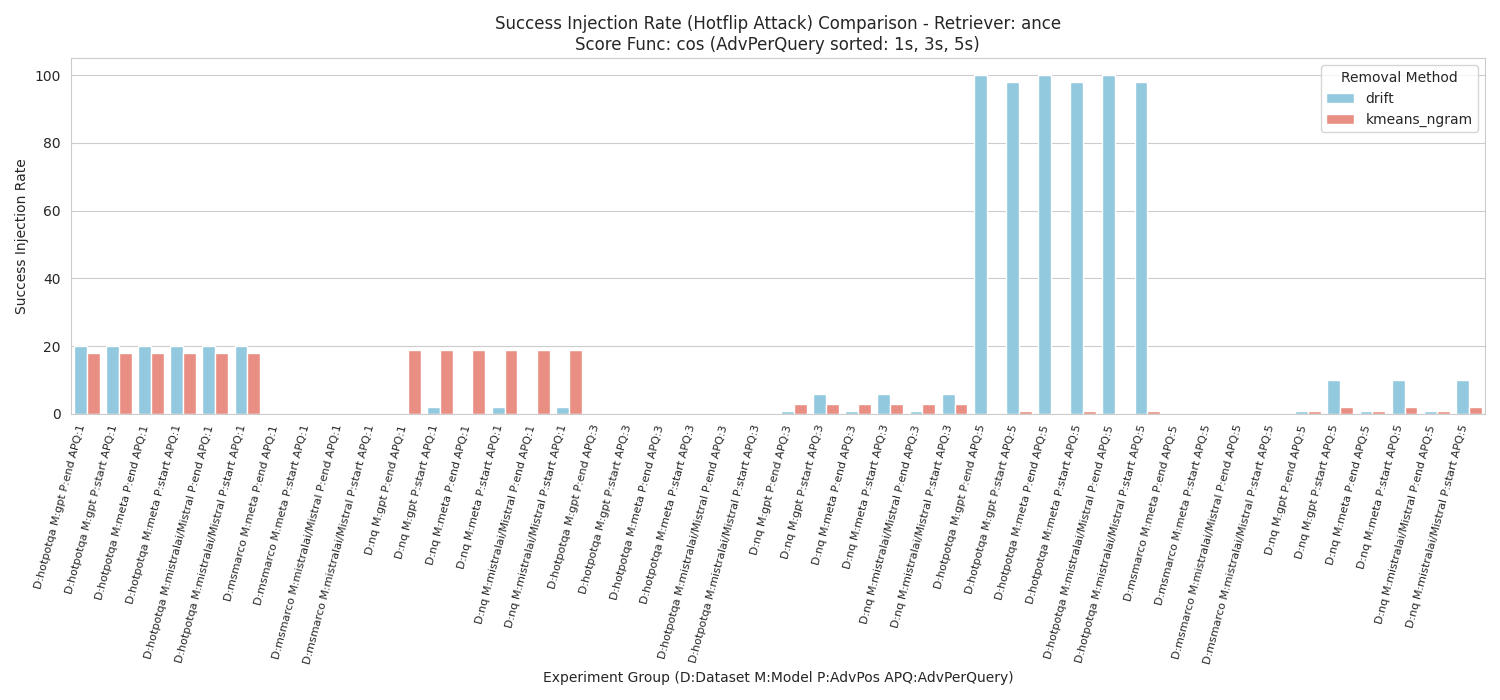 Success Injection Rate (Hotflip Attack) Comparison - Retriever: ance
Score Func: cos (AdvPerQuery sorted: 1s, 3s, 5s)
Removal Method
drift
kmeans_ngram
Success Injection Rate
100
80
60
40
20
0
D:hotpotqa M:gpt P:end APQ:1
D:hotpotqa M:gpt P:start APQ:1
D:hotpotqa M:meta P:end APQ:1
D:hotpotqa M:meta P:start APQ:1
D:hotpotqa M:mistralai/Mistral P:end APQ:1
D:hotpotqa M:mistralai/Mistral P:start APQ:1
D:msmarco M:meta P:end APQ:1
D:msmarco M:meta P:start APQ:1
D:msmarco M:mistralai/Mistral P:end APQ:1
D:msmarco M:mistralai/Mistral P:start APQ:1
D:nq M:gpt P:end APQ:1
D:nq M:gpt P:start APQ:1
D:nq M:meta P:end APQ:1
D:nq M:meta P:start APQ:1
D:nq M:mistralai/Mistral P:end APQ:1
D:nq M:mistralai/Mistral P:start APQ:1
D:hotpotqa M:gpt P:end APQ:3
D:hotpotqa M:gpt P:start APQ:3
D:hotpotqa M:meta P:end APQ:3
D:hotpotqa M:meta P:start APQ:3
D:hotpotqa M:mistralai/Mistral P:end APQ:3
D:hotpotqa M:mistralai/Mistral P:start APQ:3
D:nq M:gpt P:end APQ:3
D:nq M:gpt P:start APQ:3
D:nq M:meta P:end APQ:3
D:nq M:meta P:start APQ:3
D:nq M:mistralai/Mistral P:end APQ:3
D:nq M:mistralai/Mistral P:start APQ:3
D:hotpotqa M:gpt P:end APQ:5
D:hotpotqa M:gpt P:start APQ:5
D:hotpotqa M:meta P:end APQ:5
D:hotpotqa M:meta P:start APQ:5
D:hotpotqa M:mistralai/Mistral P:end APQ:5
D:hotpotqa M:mistralai/Mistral P:start APQ:5
D:msmarco M:meta P:end APQ:5
D:msmarco M:meta P:start APQ:5
D:msmarco M:mistralai/Mistral P:end APQ:5
D:msmarco M:mistralai/Mistral P:start APQ:5
D:nq M:gpt P:end APQ:5
D:nq M:gpt P:start APQ:5
D:nq M:meta P:end APQ:5
D:nq M:meta P:start APQ:5
D:nq M:mistralai/Mistral P:end APQ:5
D:nq M:mistralai/Mistral P:start APQ:5
Experiment Group (D:Dataset M:Model P:AdvPos APQ:AdvPerQuery)